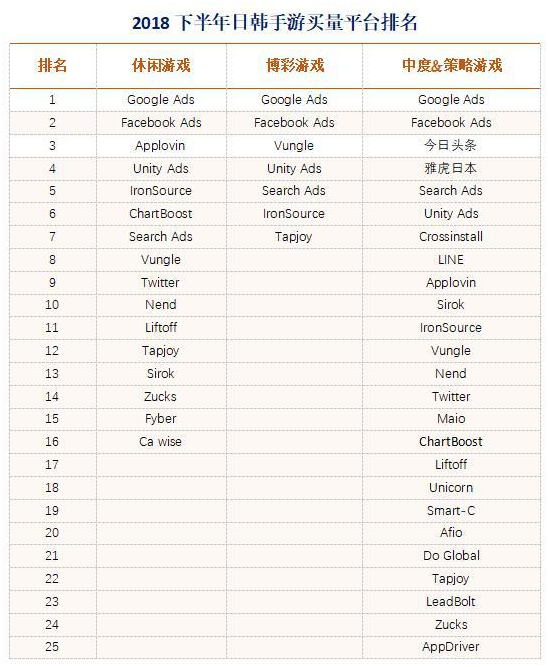 2018 下半年日韩手游买量平台排名
排名 休闲游戏 博彩游戏 中度&策略游戏
1 Google Ads Google Ads Google Ads
2 Facebook Ads Facebook Ads Facebook Ads
3 Applovin Vungle 今日头条
4 Unity Ads Unity Ads 雅虎日本
5 IronSource Search Ads Search Ads
6 ChartBoost IronSource Unity Ads
7 Search Ads Tapjoy Crossinstall
8 Vungle LINE
9 Twitter Applovin
10 Nend Sirok
11 Liftoff IronSource
12 Tapjoy Vungle
13 Sirok Nend
14 Zucks Twitter
15 Fyber Maio
16 Ca wise ChartBoost
17 Liftoff
18 Unicorn
19 Smart-C
20 Afio
21 Do Global
22 Tapjoy
23 LeadBolt
24 Zucks
25 AppDriver